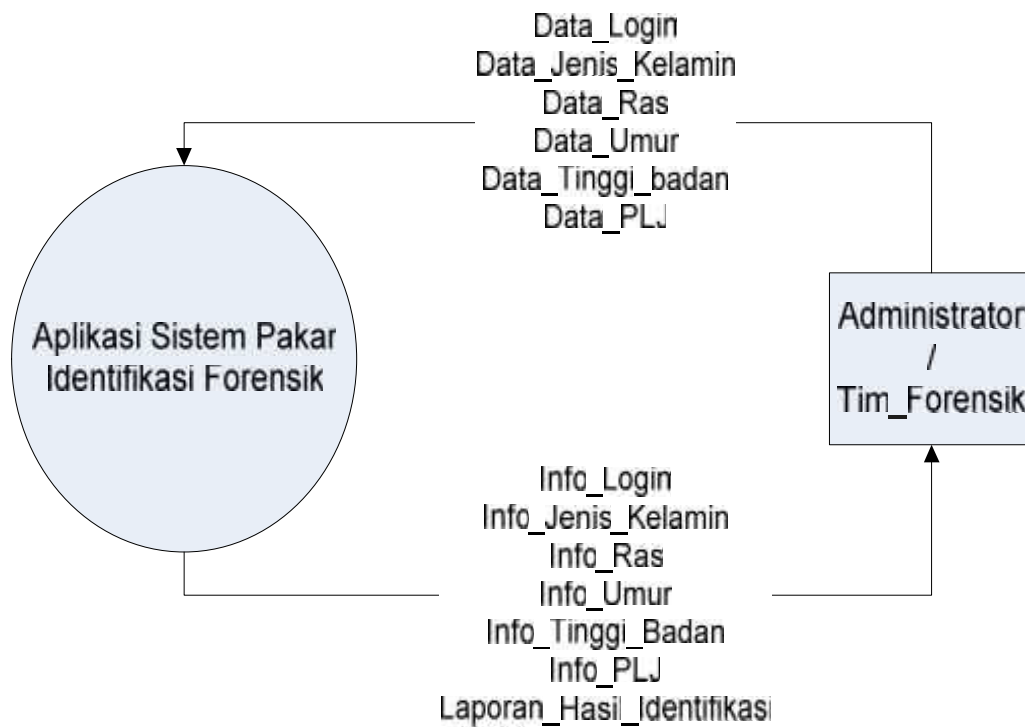 Data_Login
Data_Jenis_Kelamin
Data_Ras
Data_Umur
Data_Tinggi_badan
Data_PLJ
Aplikasi Sistem Pakar
Identifikasi Forensik
Administrator
/
Tim_Forensik
Info_Login
Info_Jenis_Kelamin
Info_Ras
Info_Umur
Info_Tinggi_Badan
Info_PLJ
Laporan_Hasil_Identifikasi